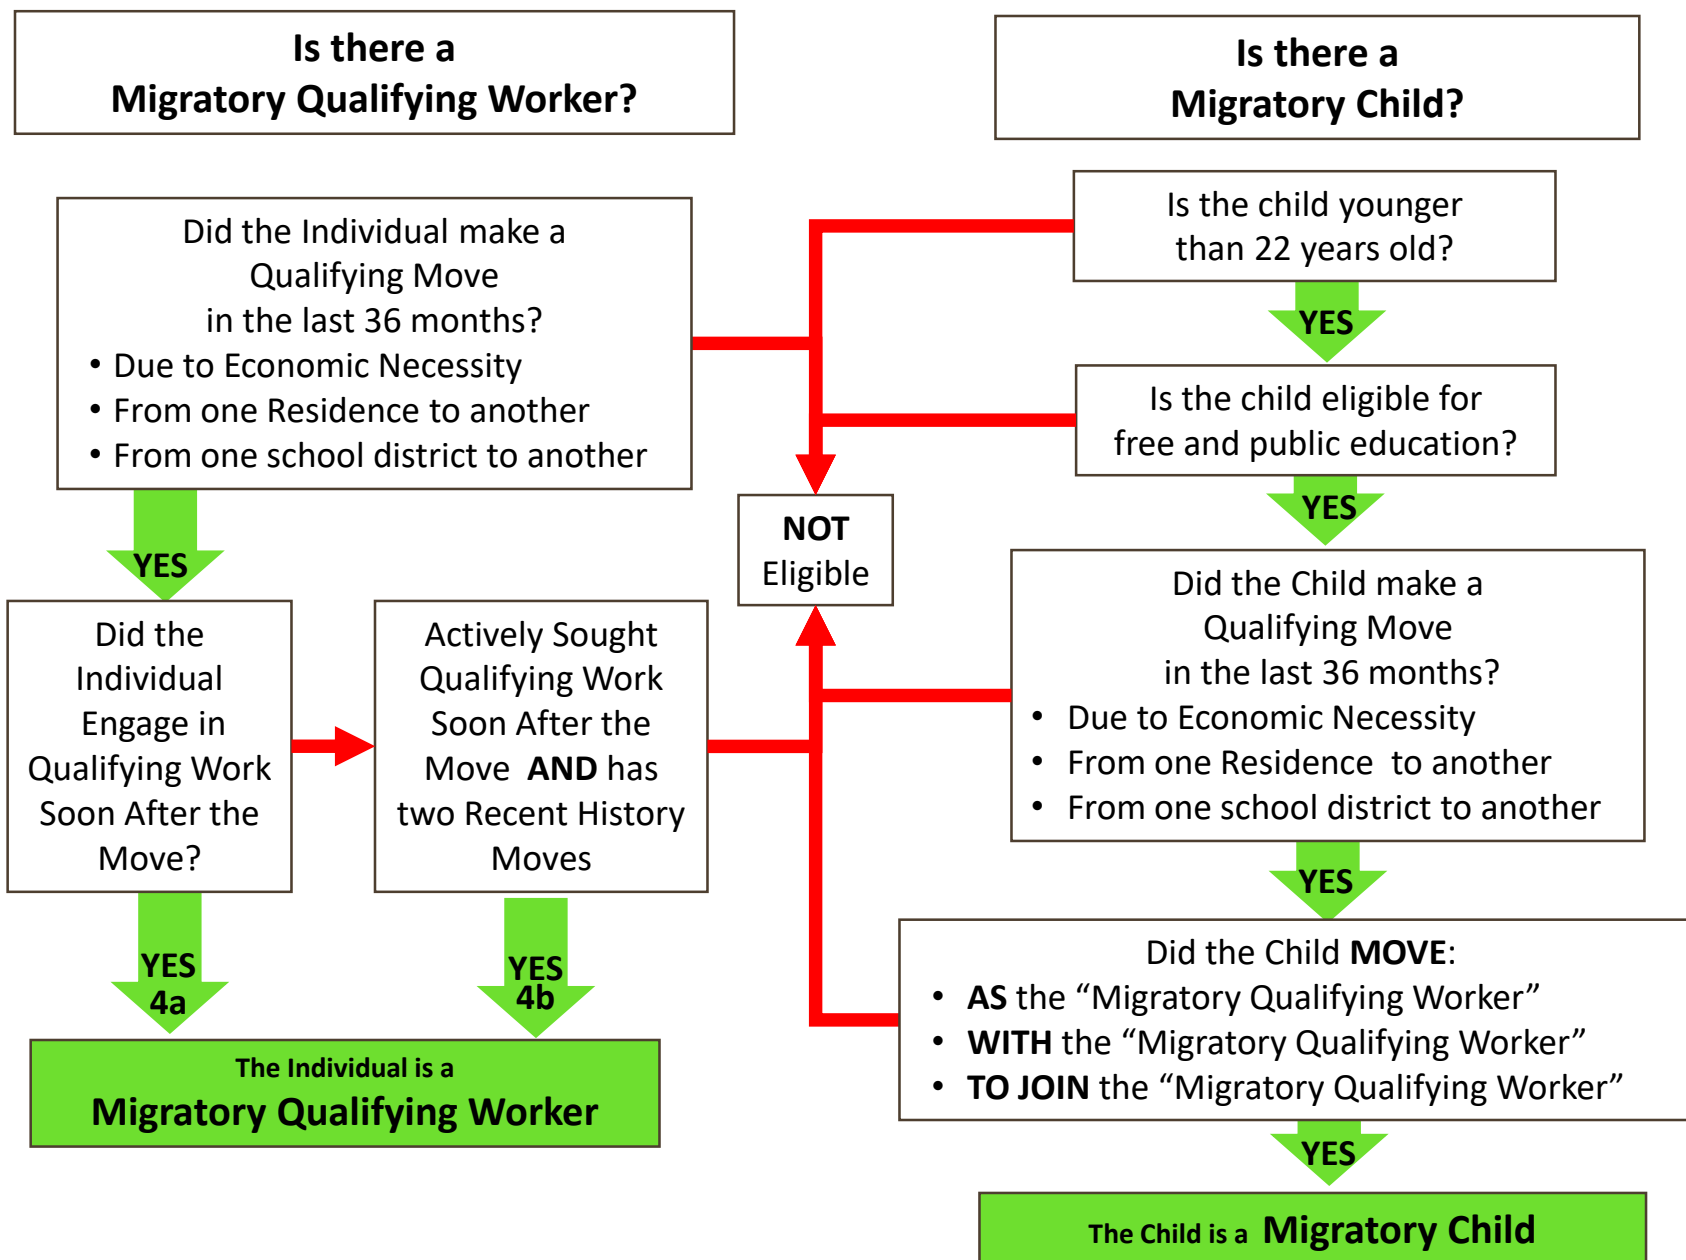 Is there a
Migratory Qualifying Worker?
Did the Individual make a
Qualifying Move
in the last 36 months?
• Due to Economic Necessity
• From one Residence to another
• From one school district to another
YES
Did the
Individual
Engage in
Qualifying Work
Soon After the
Move?
Actively Sought
Qualifying Work
Soon After the
Move AND has
two Recent History
Moves
YES
4a
YES
4b
The Individual is a
Migratory Qualifying Worker
NOT
Eligible
Is there a
Migratory Child?
Is the child younger
than 22 years old?
YES
Is the child eligible for
free and public education?
YES
Did the Child make a
Qualifying Move
in the last 36 months?
• Due to Economic Necessity
• From one Residence to another
• From one school district to another
YES
Did the Child MOVE:
• AS the “Migratory Qualifying Worker”
• WITH the “Migratory Qualifying Worker”
• TO JOIN the “Migratory Qualifying Worker”
YES
The Child is a Migratory Child